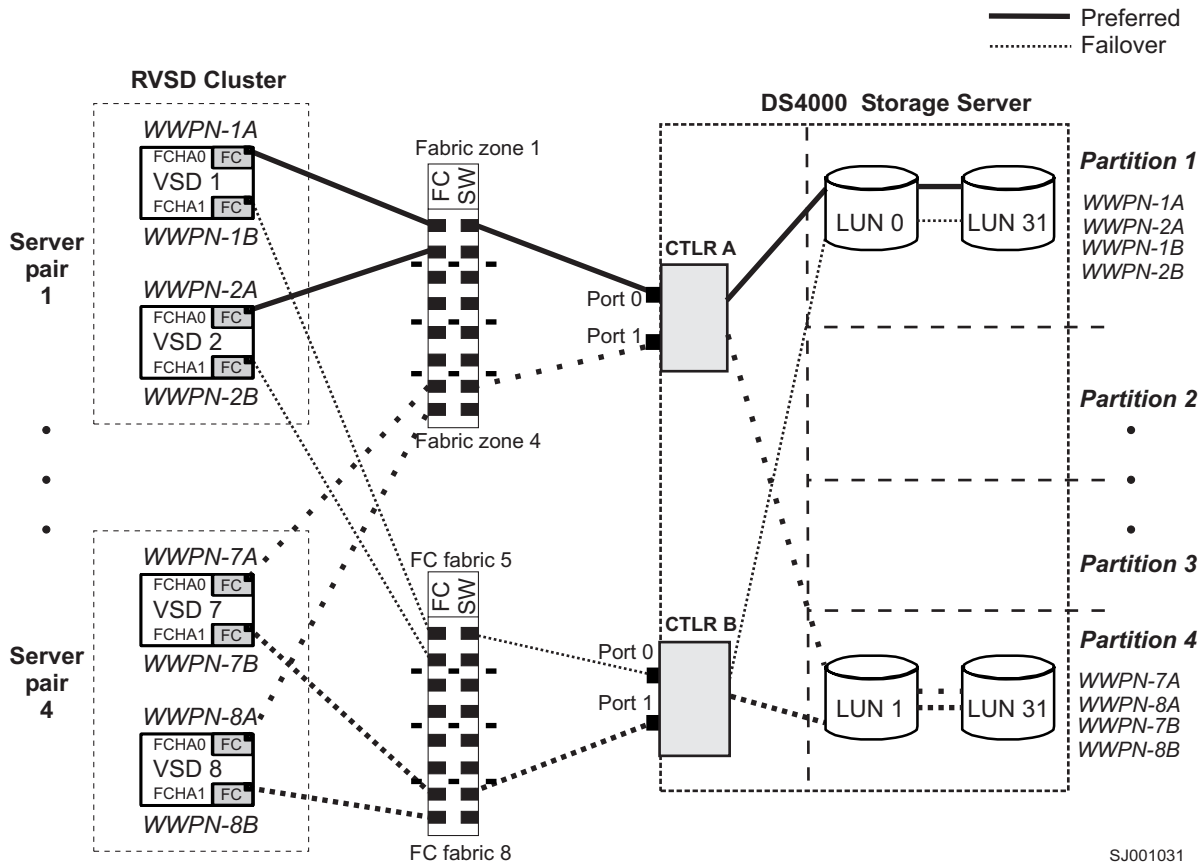 Preferred
Failover
RVSD Cluster
DS4000 Storage Server
WWPN-1A
FCHA0 FC
VSD 1
FCHA1 FC
WWPN-1B
Server
pair
1
WWPN-2A
FCHA0 FC
VSD 2
FCHA1 FC
WWPN-2B
Fabric zone 1
FC
SW
Fabric zone 4
CTLR A
Port 0
Port 1
LUN 0
LUN 31
Partition 1
WWPN-1A
WWPN-2A
WWPN-1B
WWPN-2B
Partition 2
Partition 3
WWPN-7A
FCHA0 FC
VSD 7
FCHA1 FC
WWPN-7B
Server
pair
4
WWPN-8A
FCHA0 FC
VSD 8
FCHA1 FC
WWPN-8B
FC fabric 5
FC
SW
FC fabric 8
CTLR B
Port 0
Port 1
LUN 1
LUN 31
Partition 4
WWPN-7A
WWPN-8A
WWPN-7B
WWPN-8B
SJ001031